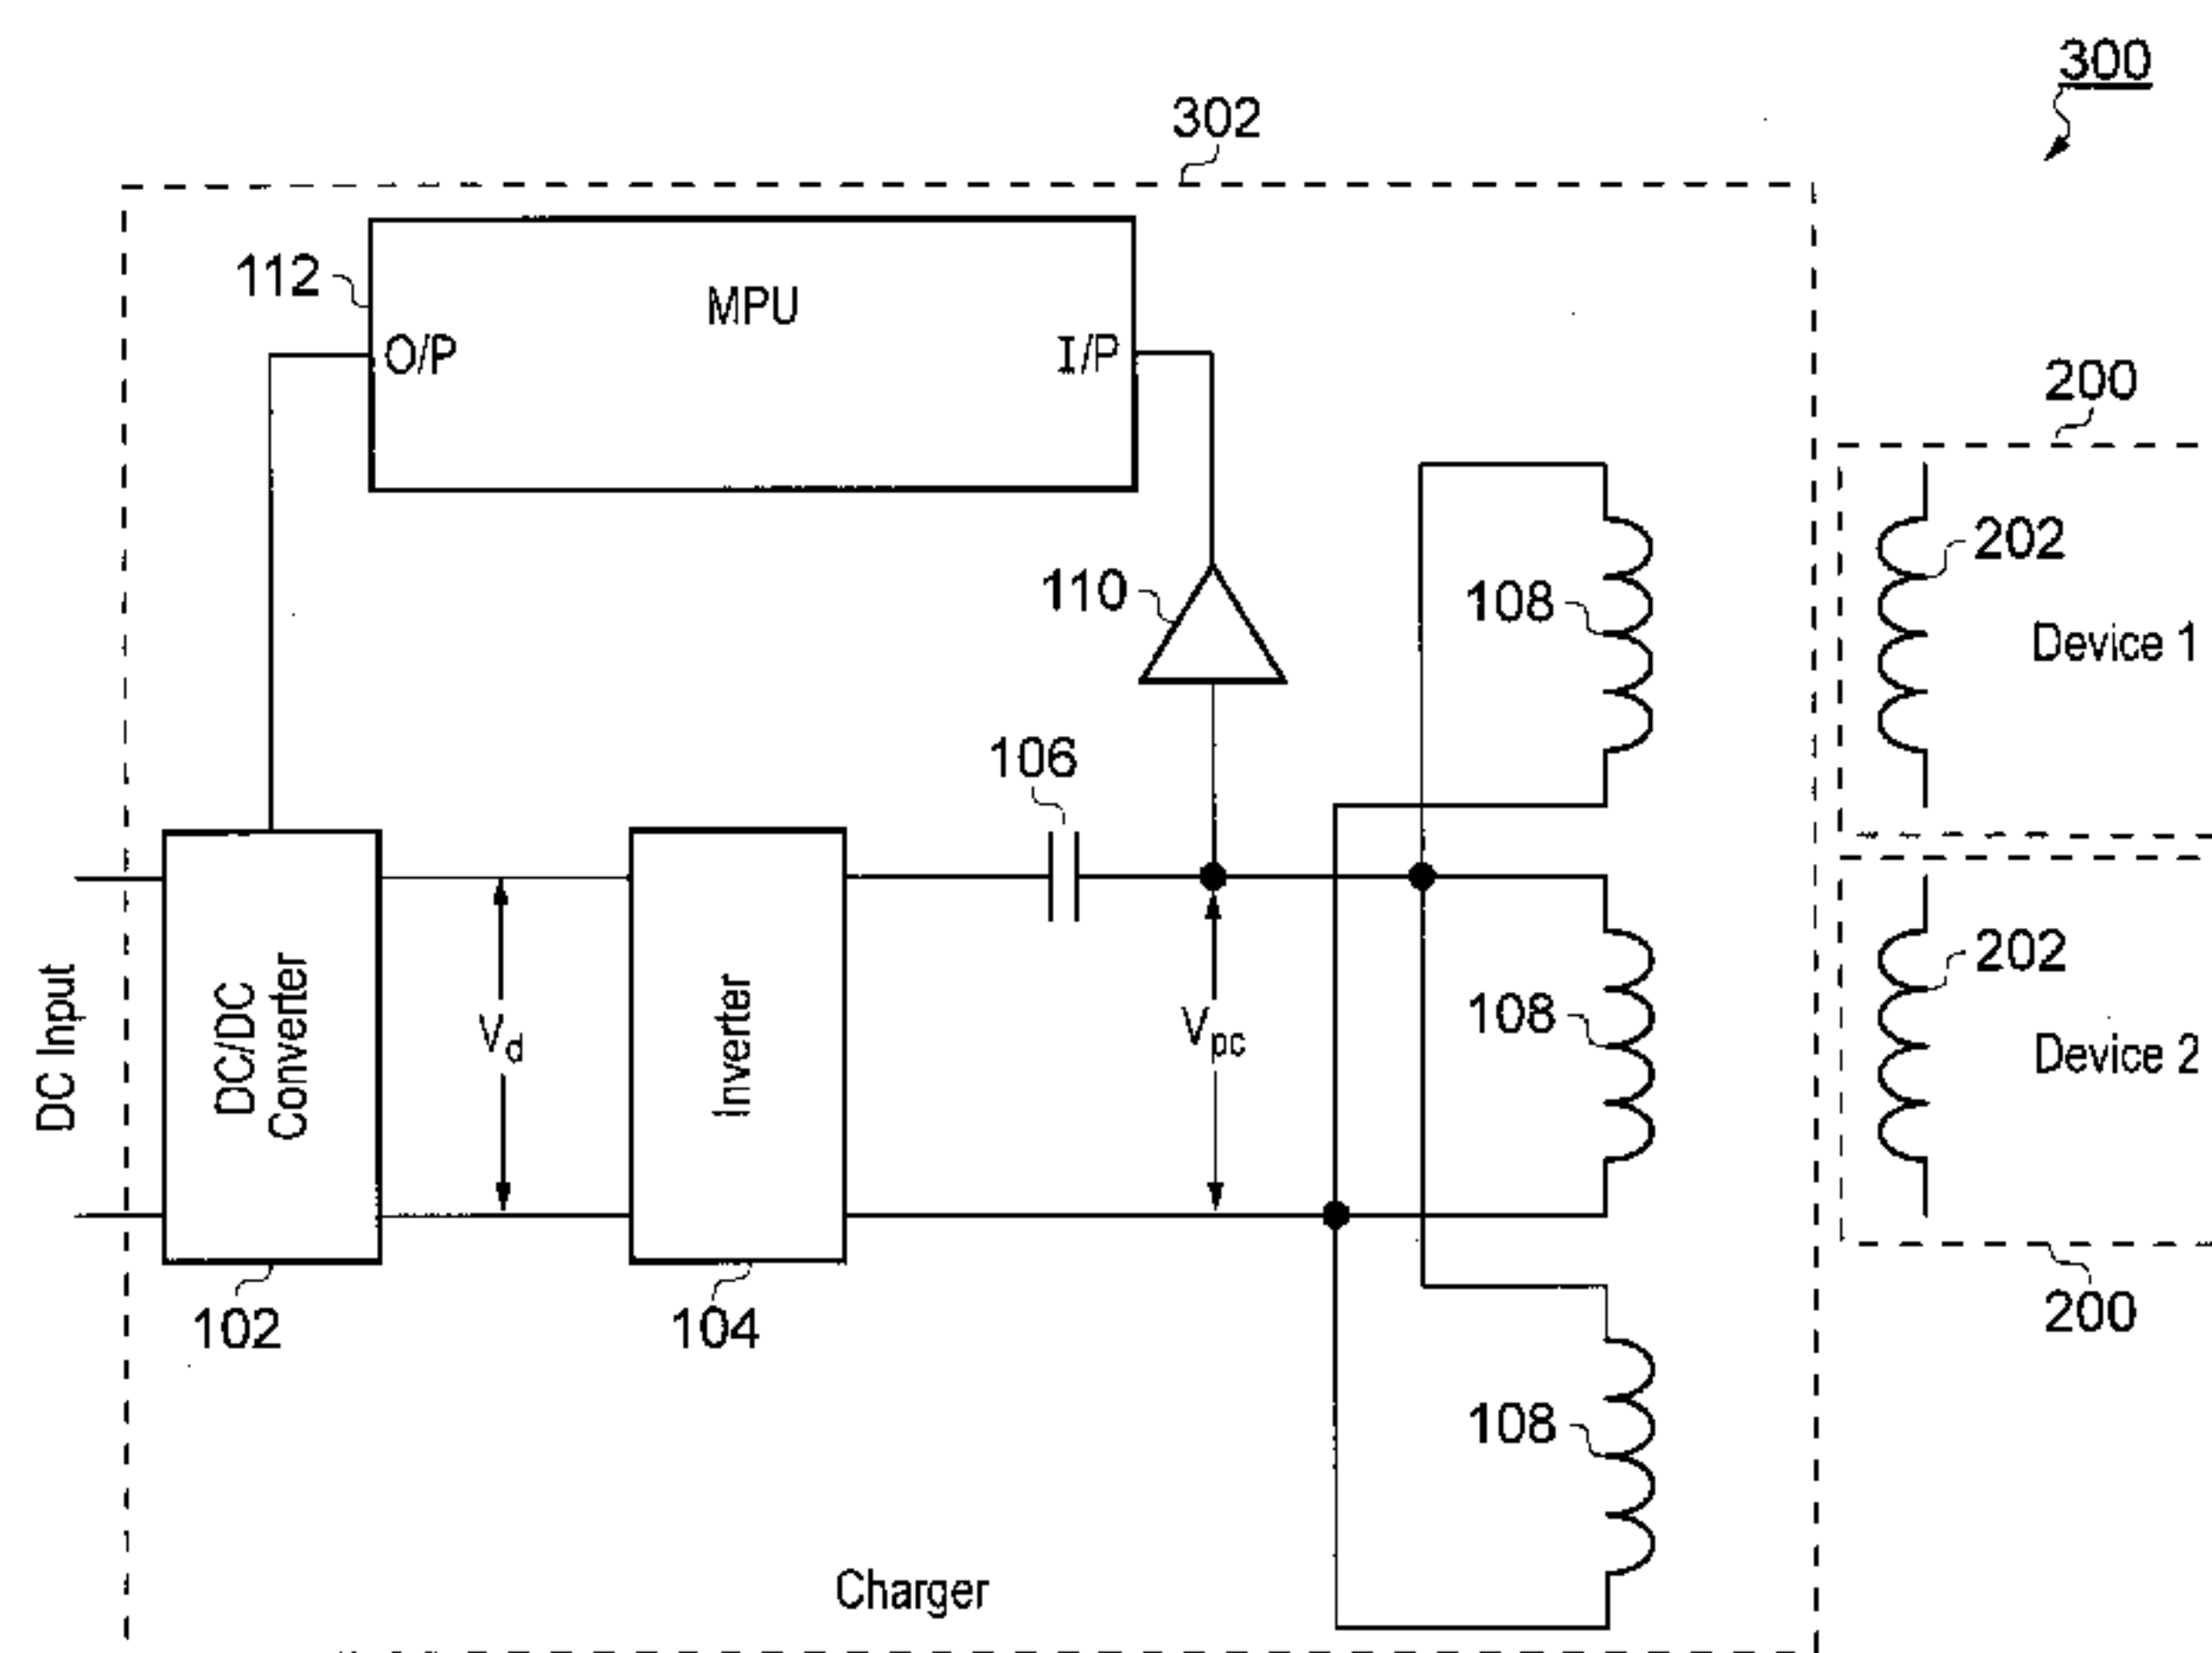 300
302
112
MPU
O/P
I/P
200
110
108
202
Device 1
106
DC Input
DC/DC
Converter
Vd
Inverter
Vpc
108
202
Device 2
102
104
200
108
Charger